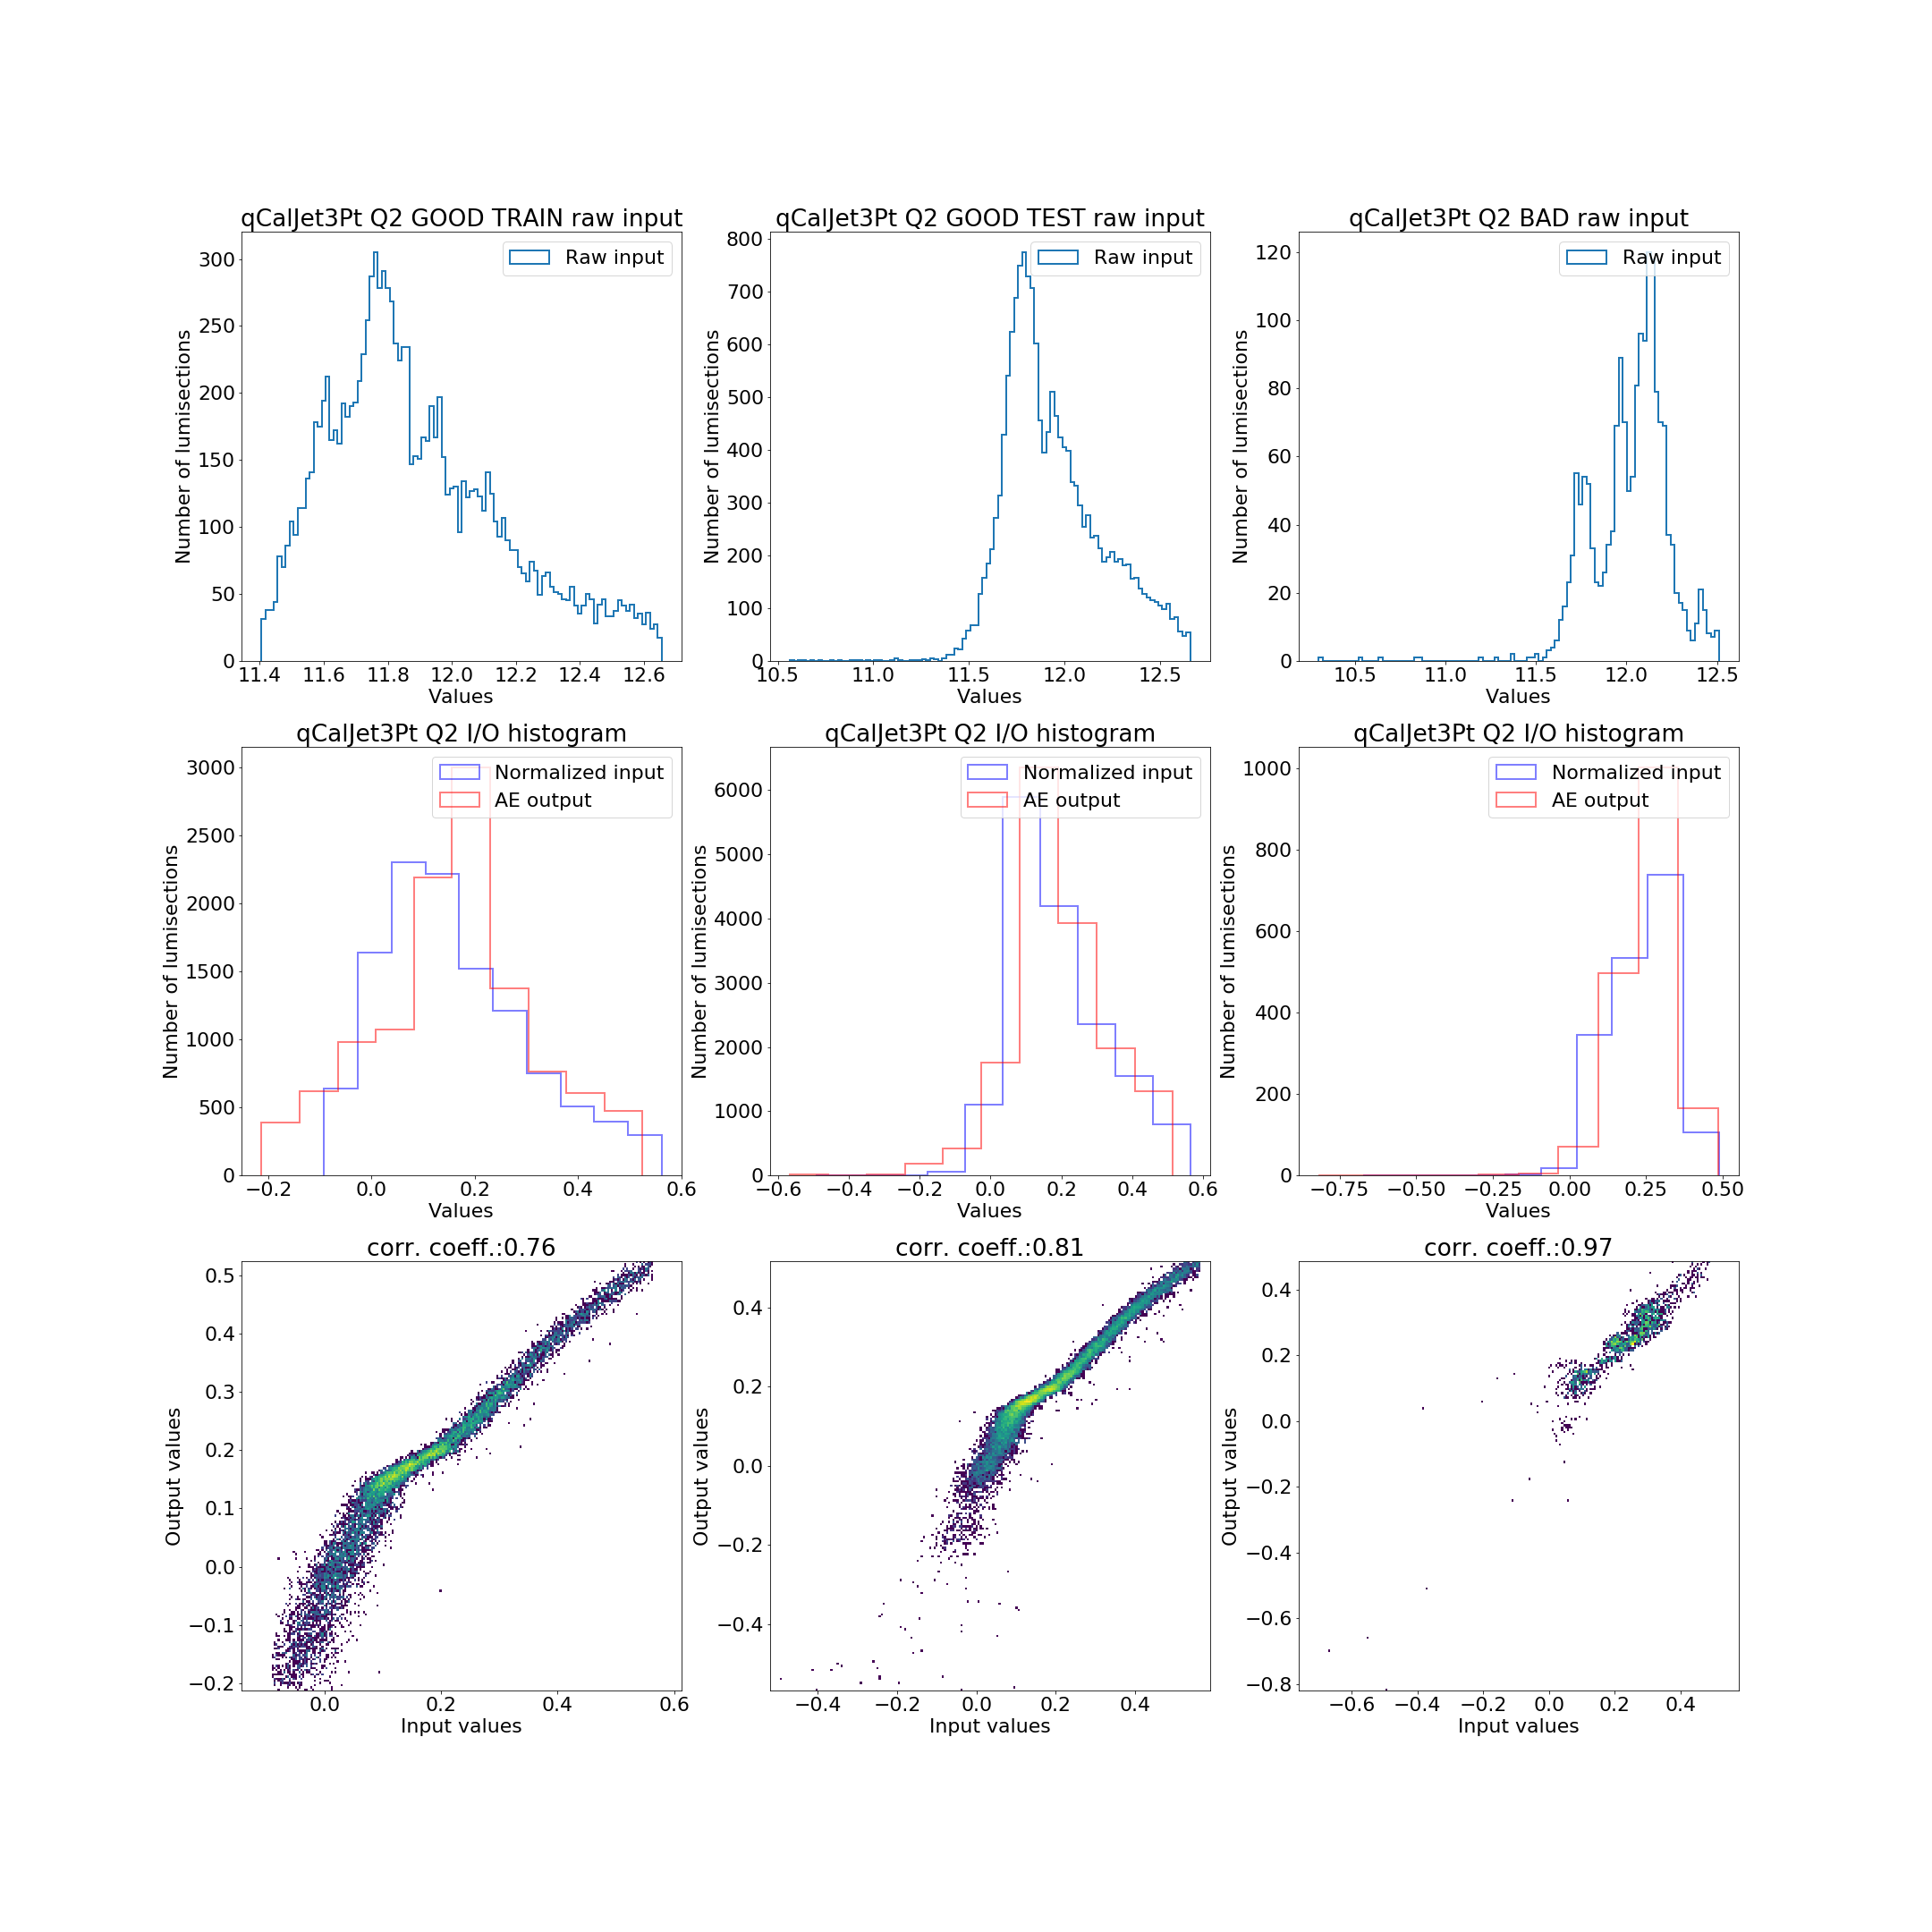 qCalJet3Pt Q2 GOOD TRAIN raw input
Number of lumisections
300
250
200
150
100
50
0
Raw input
11.4 11.6 11.8 12.0 12.2 12.4 12.6
Values
qCalJet3Pt Q2 GOOD TEST raw input
Number of lumisections
800
700
600
500
400
300
200
100
0
Raw input
10.5 11.0 11.5 12.0 12.5
Values
qCalJet3Pt Q2 BAD raw input
Number of lumisections
120
100
80
60
40
20
0
Raw input
10.5 11.0 11.5 12.0 12.5
Values
qCalJet3Pt Q2 I/O histogram
Number of lumisections
3000
2500
2000
1500
1000
500
0
Normalized input
AE output
−0.2 0.0 0.2 0.4 0.6
Values
qCalJet3Pt Q2 I/O histogram
Number of lumisections
6000
5000
4000
3000
2000
1000
0
Normalized input
AE output
−0.6 −0.4 −0.2 0.0 0.2 0.4 0.6
Values
qCalJet3Pt Q2 I/O histogram
Number of lumisections
1000
800
600
400
200
0
Normalized input
AE output
−0.75 −0.50 −0.25 0.00 0.25 0.50
Values
corr. coeff.:0.76
Output values
0.5
0.4
0.3
0.2
0.1
0.0
−0.1
−0.2
0.0 0.2 0.4 0.6
Input values
corr. coeff.:0.81
Output values
0.4
0.2
0.0
−0.2
−0.4
−0.4 −0.2 0.0 0.2 0.4
Input values
corr. coeff.:0.97
Output values
0.4
0.2
0.0
−0.2
−0.4
−0.6
−0.8
−0.6 −0.4 −0.2 0.0 0.2 0.4
Input values